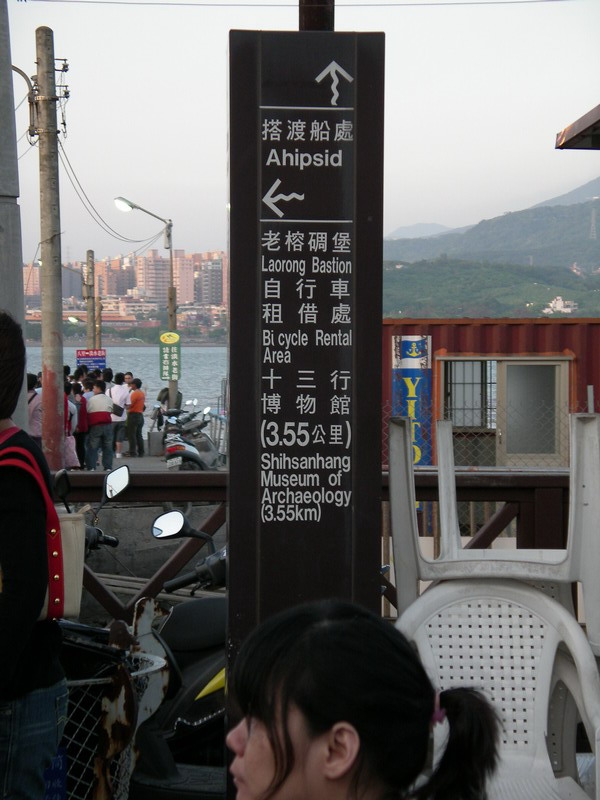 搭渡船處
Ahipsid
老榕碉堡
Laorong Bastion
自行車
租借處
Bi cycle Rental
Area
十三行
博物館
(3.55公里)
Shihsanhang
Museum of
Archaeology
(3.55km)